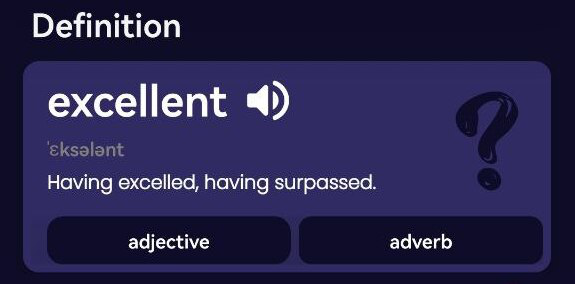 Definition
excellent
ˈɛksələnt
Having excelled, having surpassed.
adjective
adverb